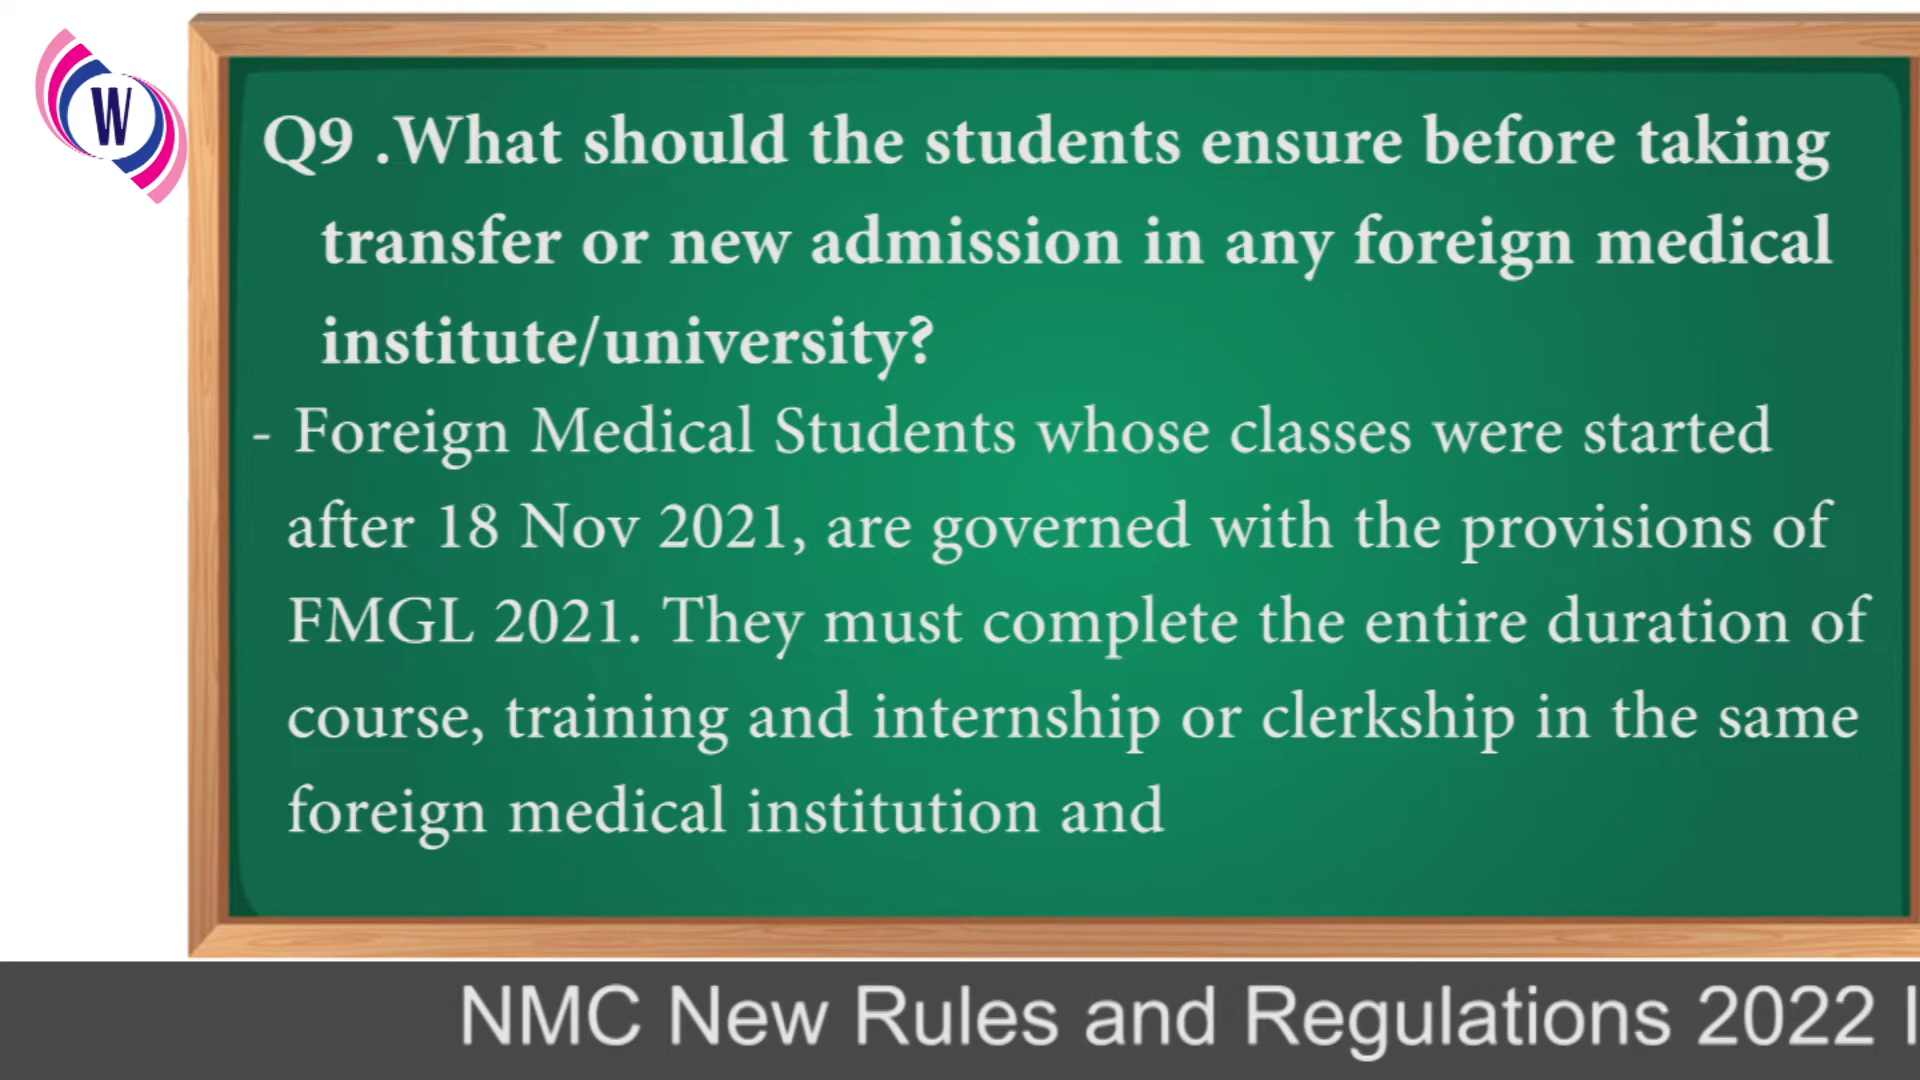 W
Q9 .What should the students ensure before taking
transfer or new admission in any foreign medical
institute/university?
- Foreign Medical Students whose classes were started
after 18 Nov 2021, are governed with the provisions of
FMGL 2021. They must complete the entire duration of
course, training and internship or clerkship in the same
foreign medical institution and
NMC New Rules and Regulations 2022